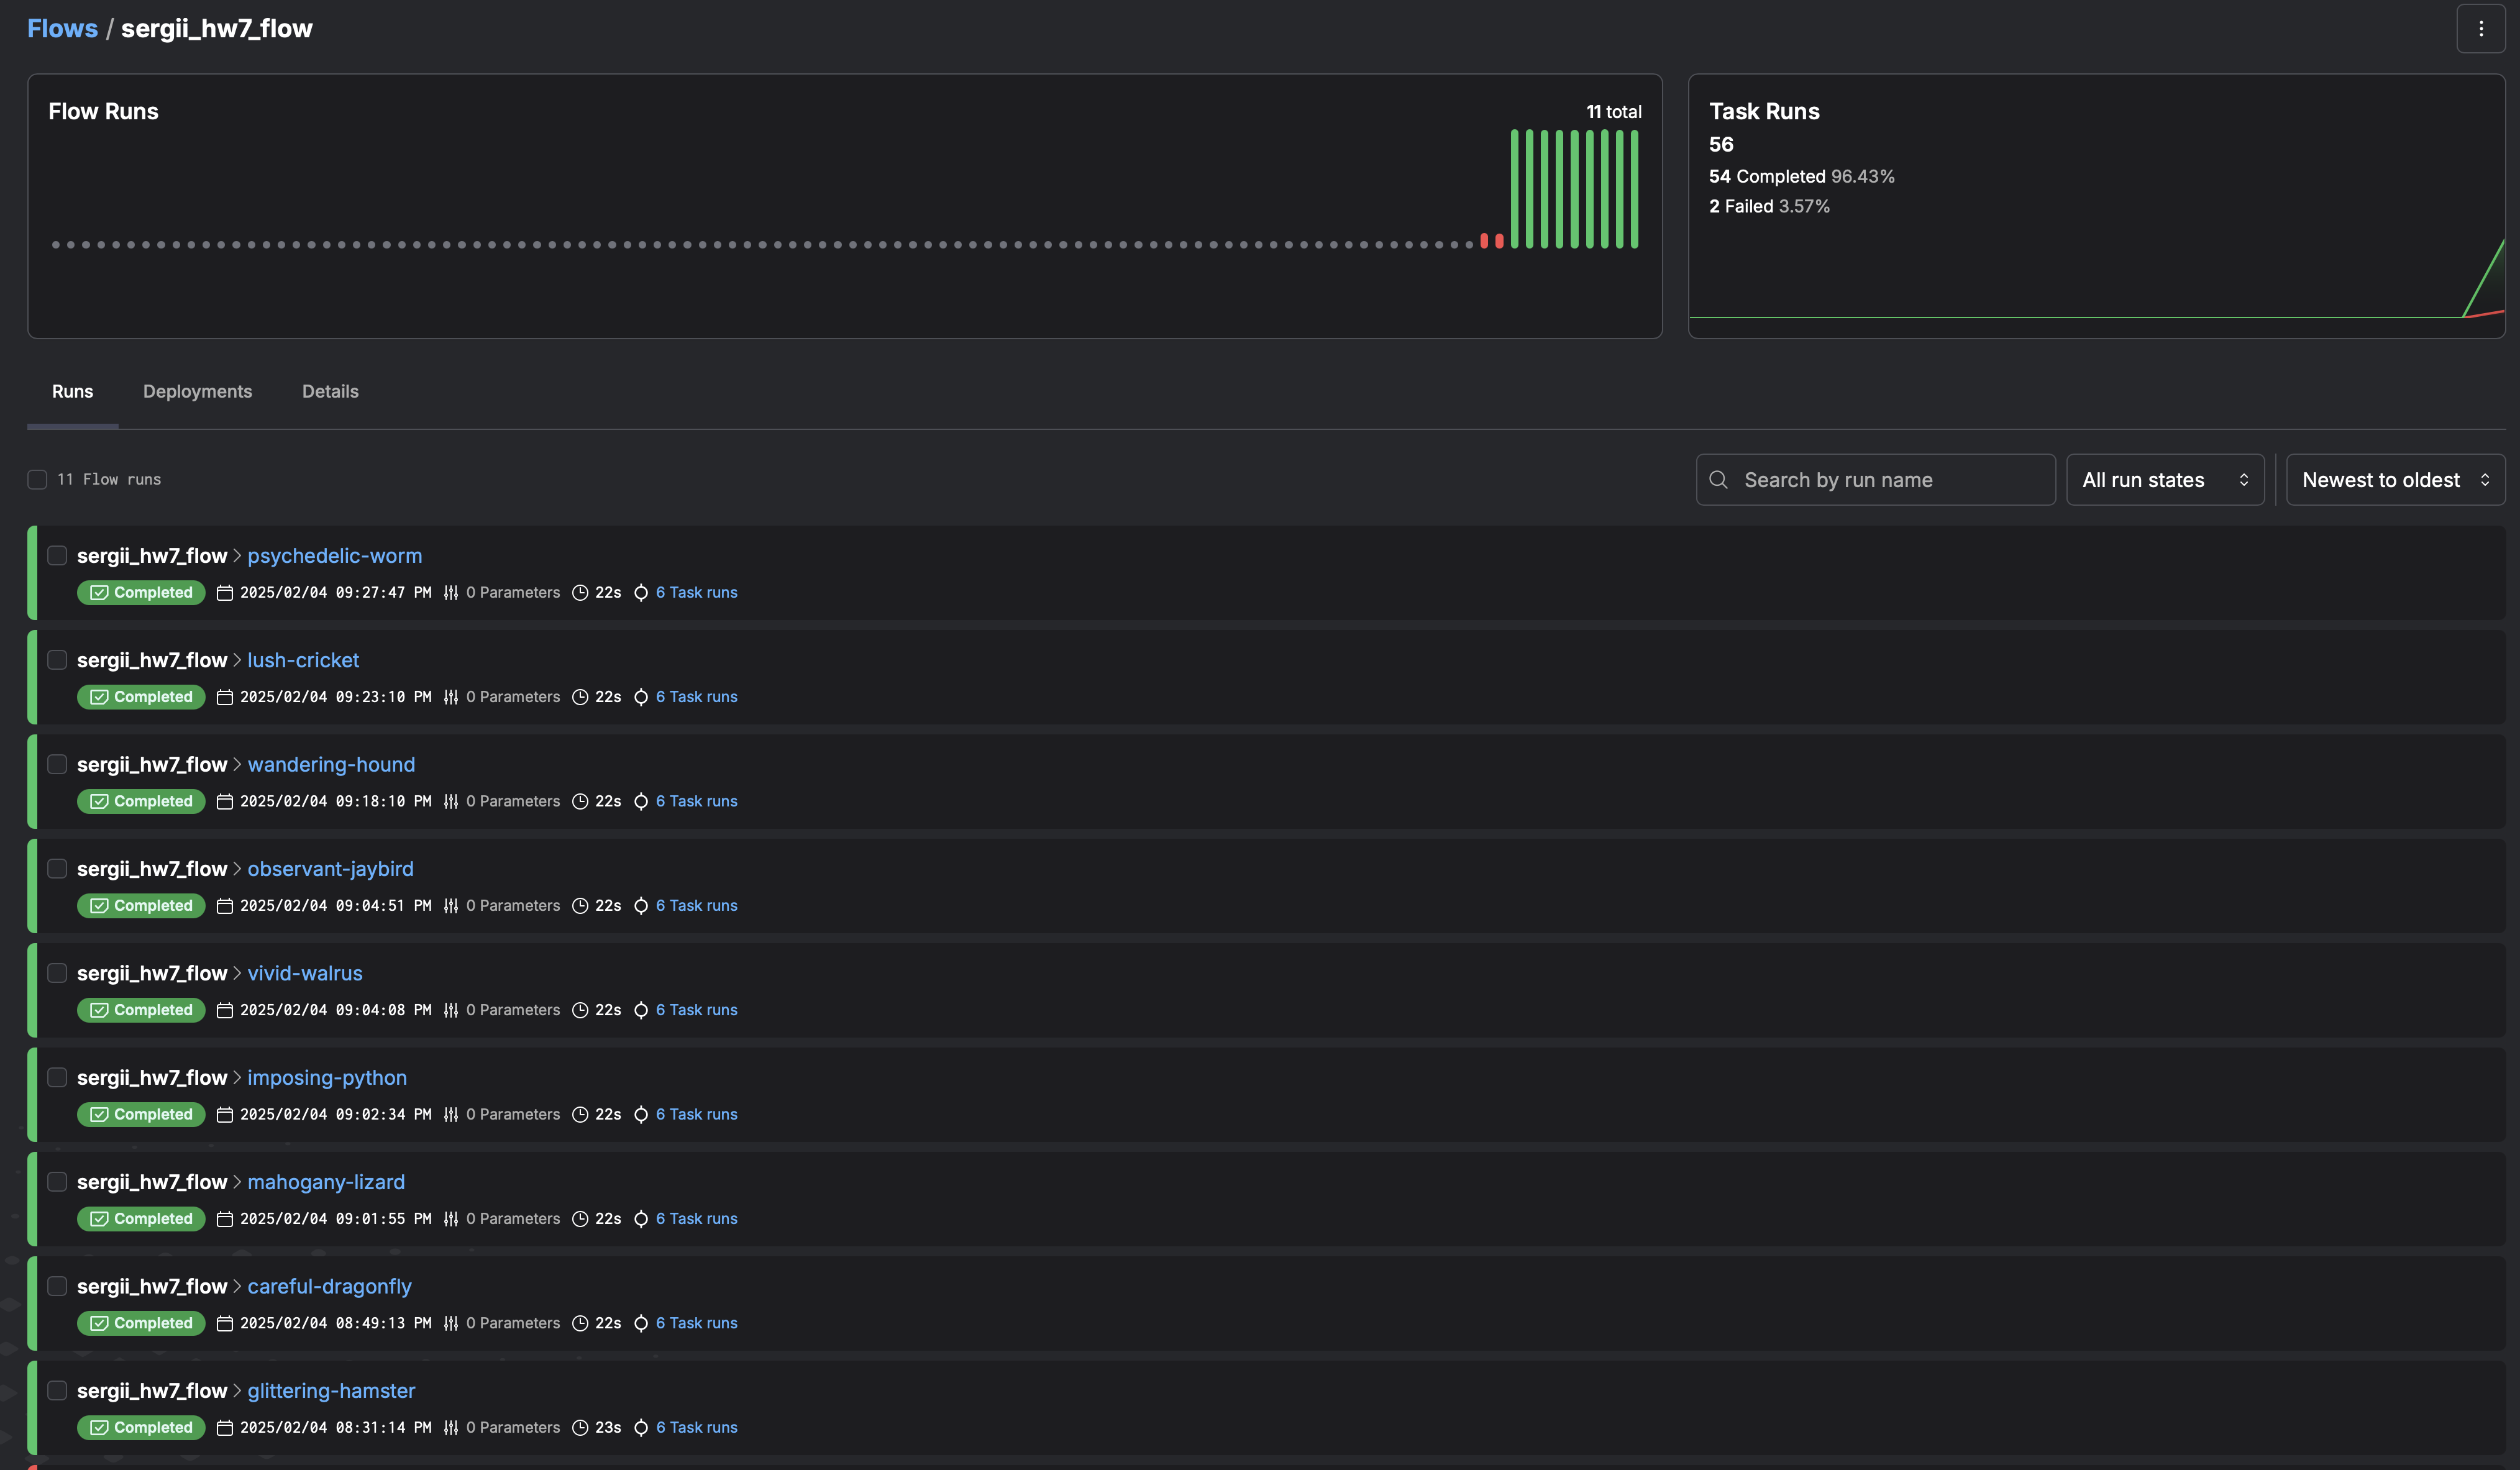 Flows / sergii_hw7_flow
Flow Runs
11 total
Task Runs
56
54 Completed 96.43%
2 Failed 3.57%
Runs
Deployments
Details
11 Flow runs
Search by run name
All run states
Newest to oldest
sergii_hw7_flow > psychedelic-worm
Completed 2025/02/04 09:27:47 PM 0 Parameters 22s 6 Task runs
sergii_hw7_flow > lush-cricket
Completed 2025/02/04 09:23:10 PM 0 Parameters 22s 6 Task runs
sergii_hw7_flow > wandering-hound
Completed 2025/02/04 09:18:10 PM 0 Parameters 22s 6 Task runs
sergii_hw7_flow > observant-jaybird
Completed 2025/02/04 09:04:51 PM 0 Parameters 22s 6 Task runs
sergii_hw7_flow > vivid-walrus
Completed 2025/02/04 09:04:08 PM 0 Parameters 22s 6 Task runs
sergii_hw7_flow > imposing-python
Completed 2025/02/04 09:02:34 PM 0 Parameters 22s 6 Task runs
sergii_hw7_flow > mahogany-lizard
Completed 2025/02/04 09:01:55 PM 0 Parameters 22s 6 Task runs
sergii_hw7_flow > careful-dragonfly
Completed 2025/02/04 08:49:13 PM 0 Parameters 22s 6 Task runs
sergii_hw7_flow > glittering-hamster
Completed 2025/02/04 08:31:14 PM 0 Parameters 23s 6 Task runs